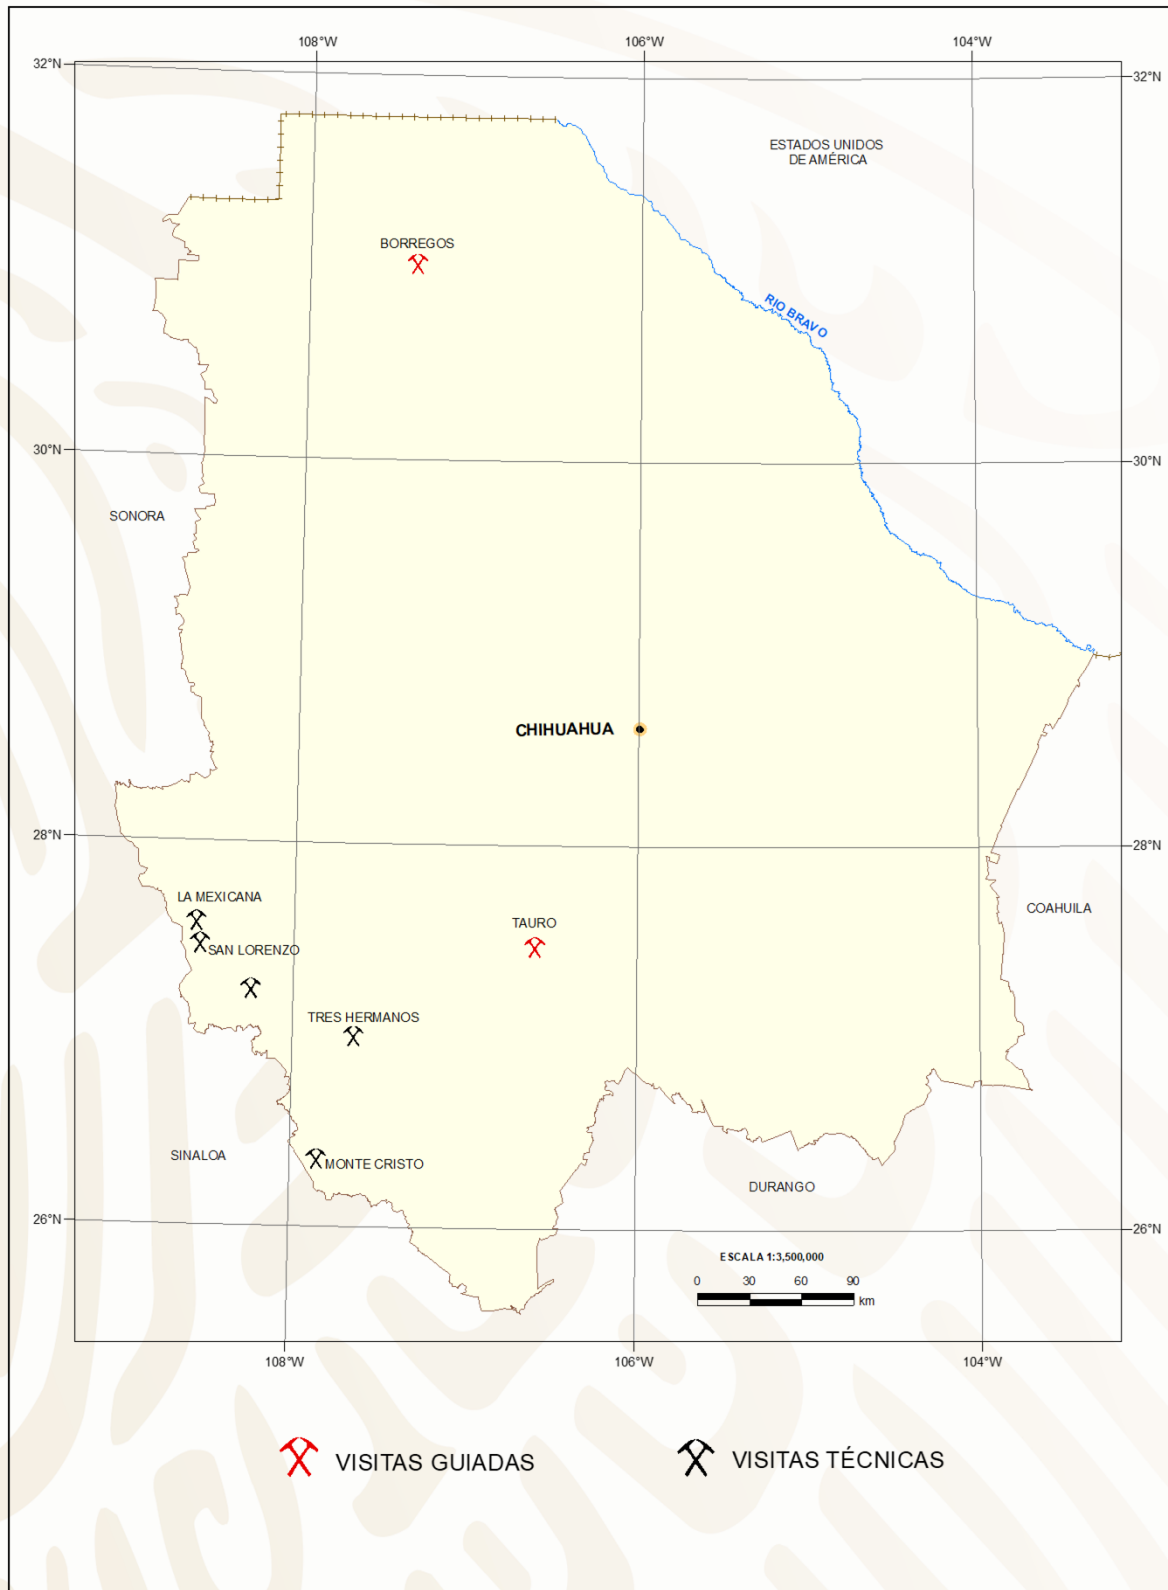 108°W
106°W
104°W
32°N
32°N
ESTADOS UNIDOS
DE AMÉRICA
BORREGOS
RIO BRAVO
30°N
30°N
SONORA
CHIHUAHUA
28°N
28°N
LA MEXICANA
COAHUILA
TAURO
SAN LORENZO
TRES HERMANOS
SINALOA
MONTE CRISTO
DURANGO
26°N
26°N
ESCALA 1:3,500,000
0 30 60 90
km
108°W
106°W
104°W
VISITAS GUIADAS
VISITAS TÉCNICAS